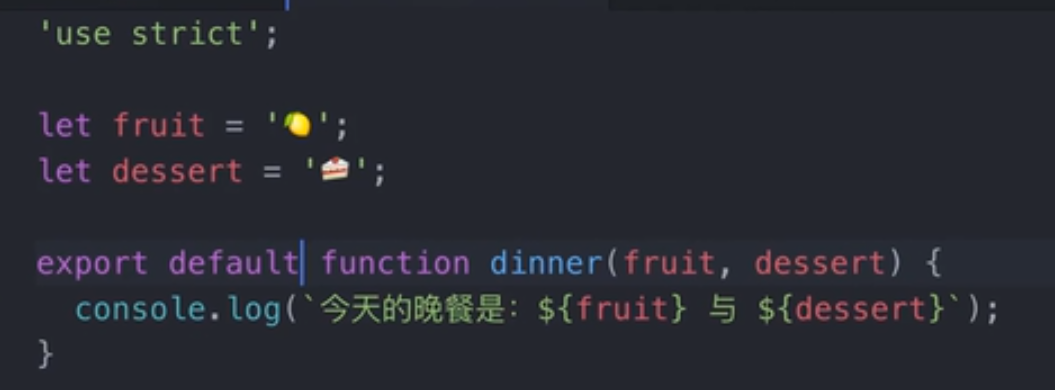 'use strict';
let fruit = '🍋';
let dessert = '🍰';
export default function dinner(fruit, dessert) {
  console.log(`今天的晚餐是: ${fruit} 与 ${dessert}`);
}